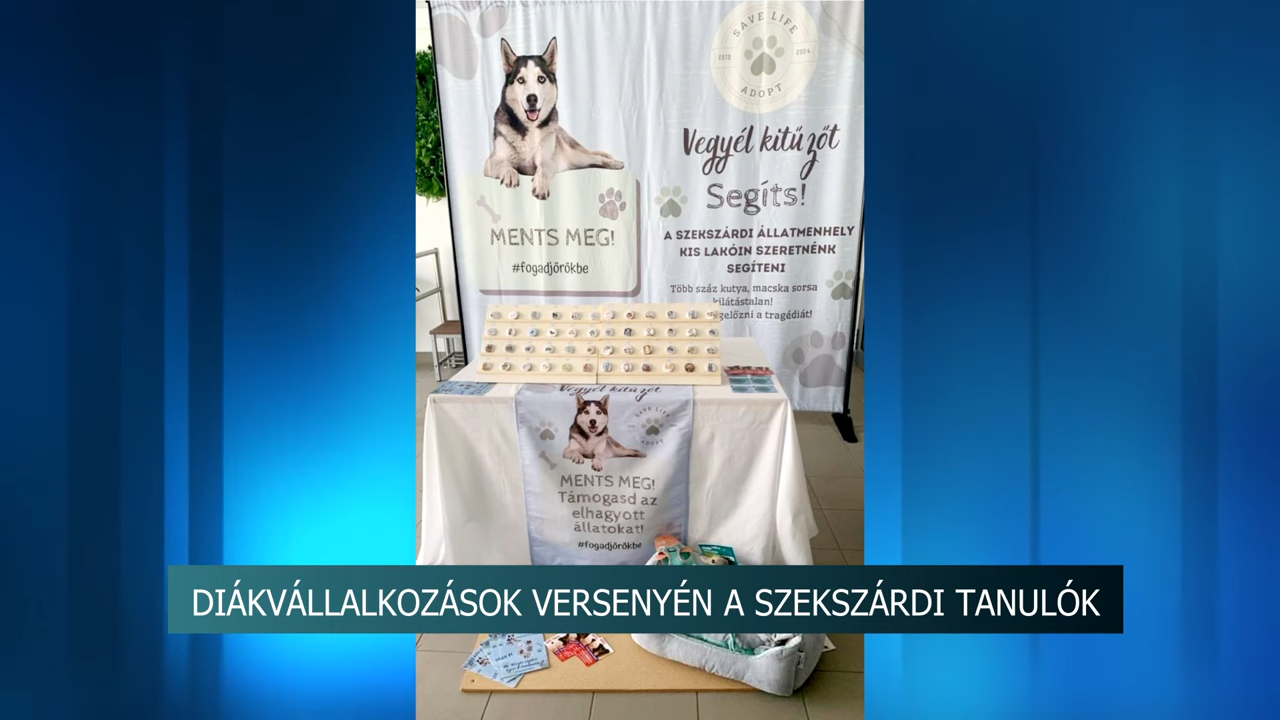 SAVE LIFE
ESTD 2024
ADOPT
Vegyél kitűzőt
Segíts!
MENTS MEG!
#fogadjörökbe
A SZEKSZÁRDI ÁLLATMENHELY
KIS LAKÓIN SZERETNÉNK
SEGÍTENI
Több száz kutya, macska sorsa
kilátástalan!
a tragédiát!
Vegyél kitűzőt
SAVE LIFE
ADOPT
MENTS MEG!
Támogasd az
elhagyott
állatokat!
#fogadjörökbe
DIÁKVÁLLALKOZÁSOK VERSENYÉN A SZEKSZÁRDI TANULÓK